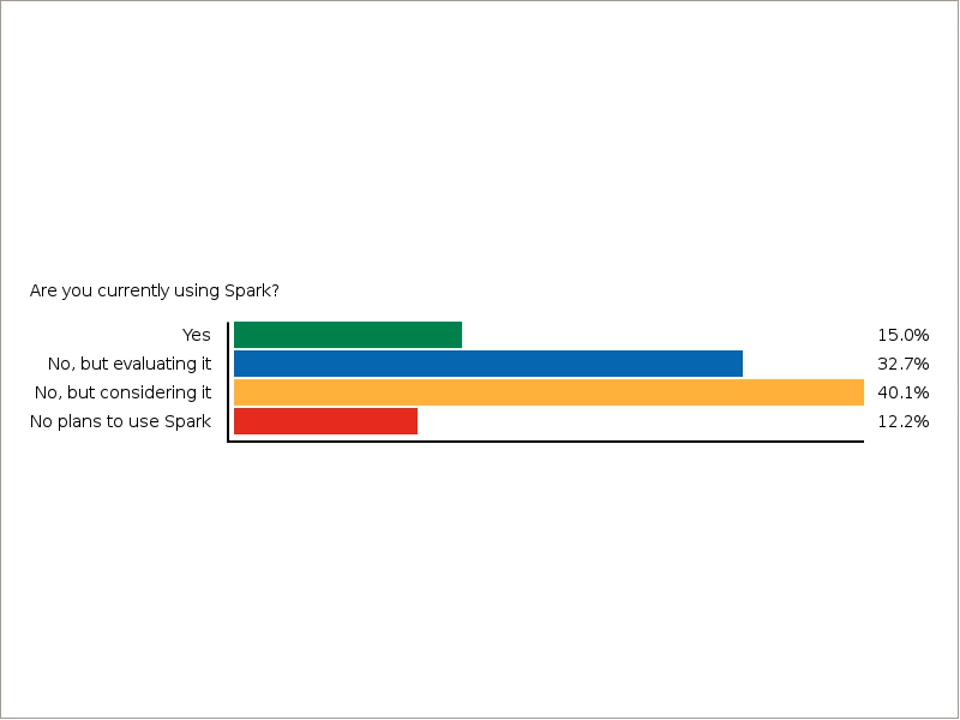 Are you currently using Spark?
Yes 15.0%
No, but evaluating it 32.7%
No, but considering it 40.1%
No plans to use Spark 12.2%